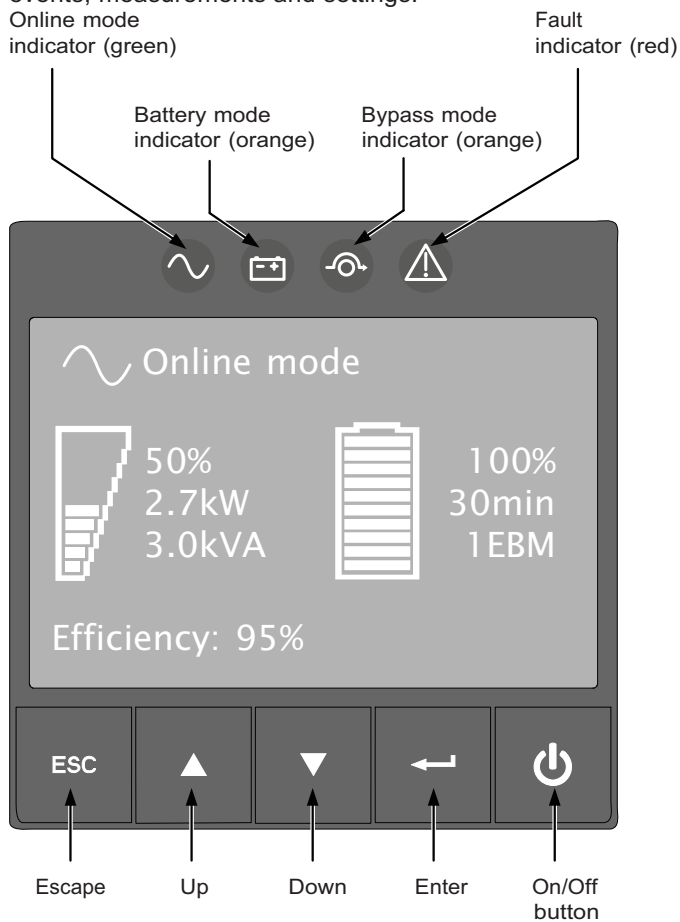 events, measurements and settings.
Online mode
indicator (green)
Fault
indicator (red)
Battery mode
indicator (orange)
Bypass mode
indicator (orange)
Online mode
50%
2.7kW
3.0kVA
100%
30min
1EBM
Efficiency: 95%
ESC
Escape
Up
Down
Enter
On/Off
button